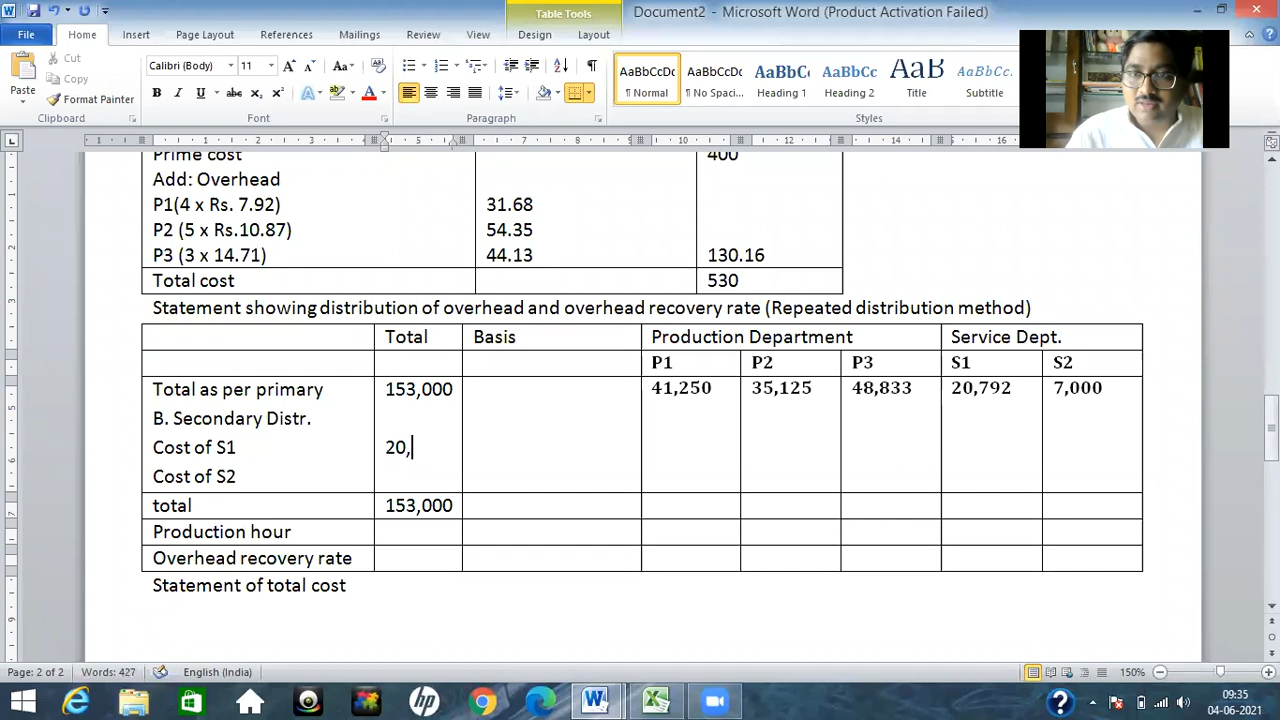 Document2 - Microsoft Word (Product Activation Failed)
Table Tools
File Home Insert Page Layout References Mailings Review View Design Layout
Paste
Cut
Copy
Format Painter
Clipboard
Calibri (Body) 11
Font
Paragraph
AaBbCcDc AaBbCcDc AaBbC AaBbCc AaB AaBbCcL
¶ Normal ¶ No Spaci... Heading 1 Heading 2 Title Subtitle
Styles
Prime cost 400
Add: Overhead
P1(4 x Rs. 7.92) 31.68
P2 (5 x Rs.10.87) 54.35
P3 (3 x 14.71) 44.13 130.16
Total cost 530
Statement showing distribution of overhead and overhead recovery rate (Repeated distribution method)
Total Basis Production Department Service Dept.
P1 P2 P3 S1 S2
Total as per primary 153,000 41,250 35,125 48,833 20,792 7,000
B. Secondary Distr.
Cost of S1 20,
Cost of S2
total 153,000
Production hour
Overhead recovery rate
Statement of total cost
Page: 2 of 2 Words: 427 English (India) 150%
09:35
04-06-2021